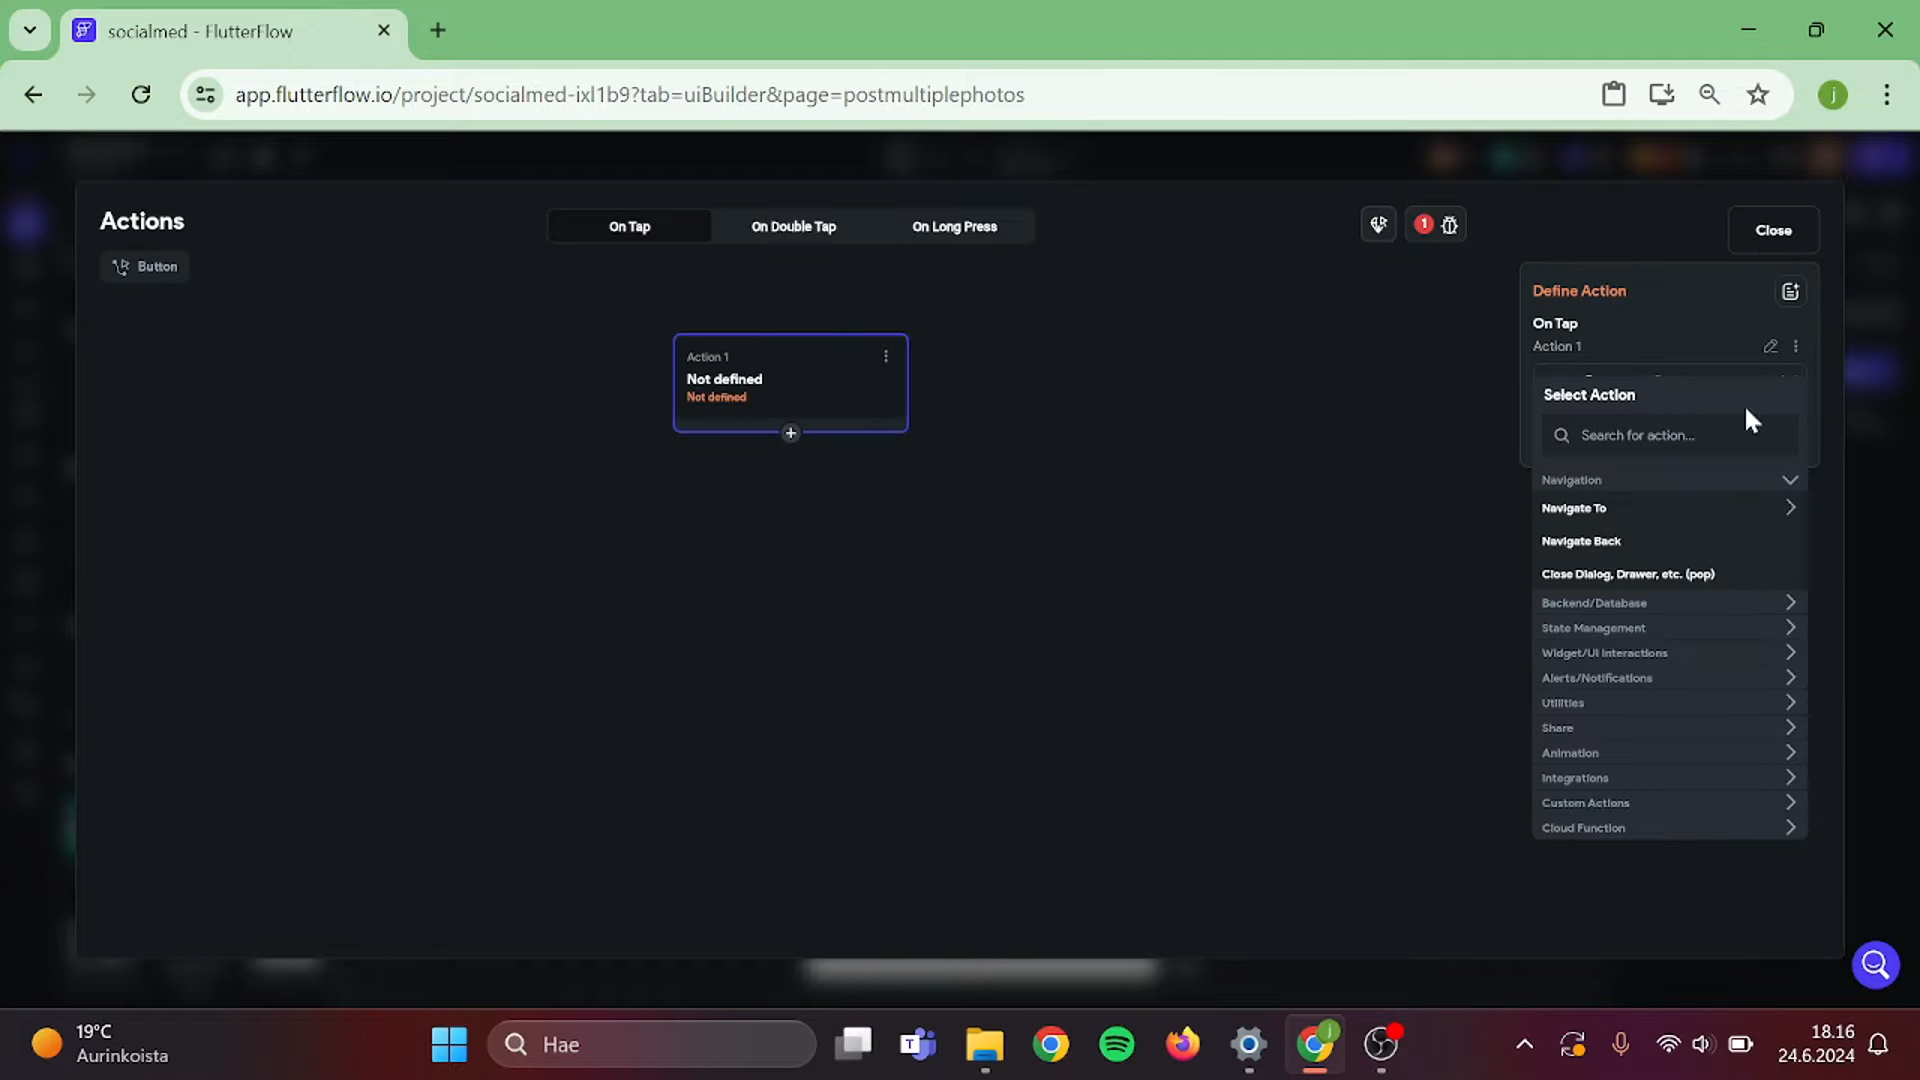 socialmed - FlutterFlow
app.flutterflow.io/project/socialmed-ixl1b9?tab=uiBuilder&page=postmultiplephotos
j
Actions
On Tap
On Double Tap
On Long Press
1
Close
Button
Define Action
On Tap
Action 1
Action 1
Not defined
Not defined
Select Action
Search for action...
Navigation
Navigate To
Navigate Back
Close Dialog, Drawer, etc. (pop)
Backend/Database
State Management
Widget/UI Interactions
Alerts/Notifications
Utilities
Share
Animation
Integrations
Custom Actions
Cloud Function
19°C
Aurinkoista
Hae
18.16
24.6.2024